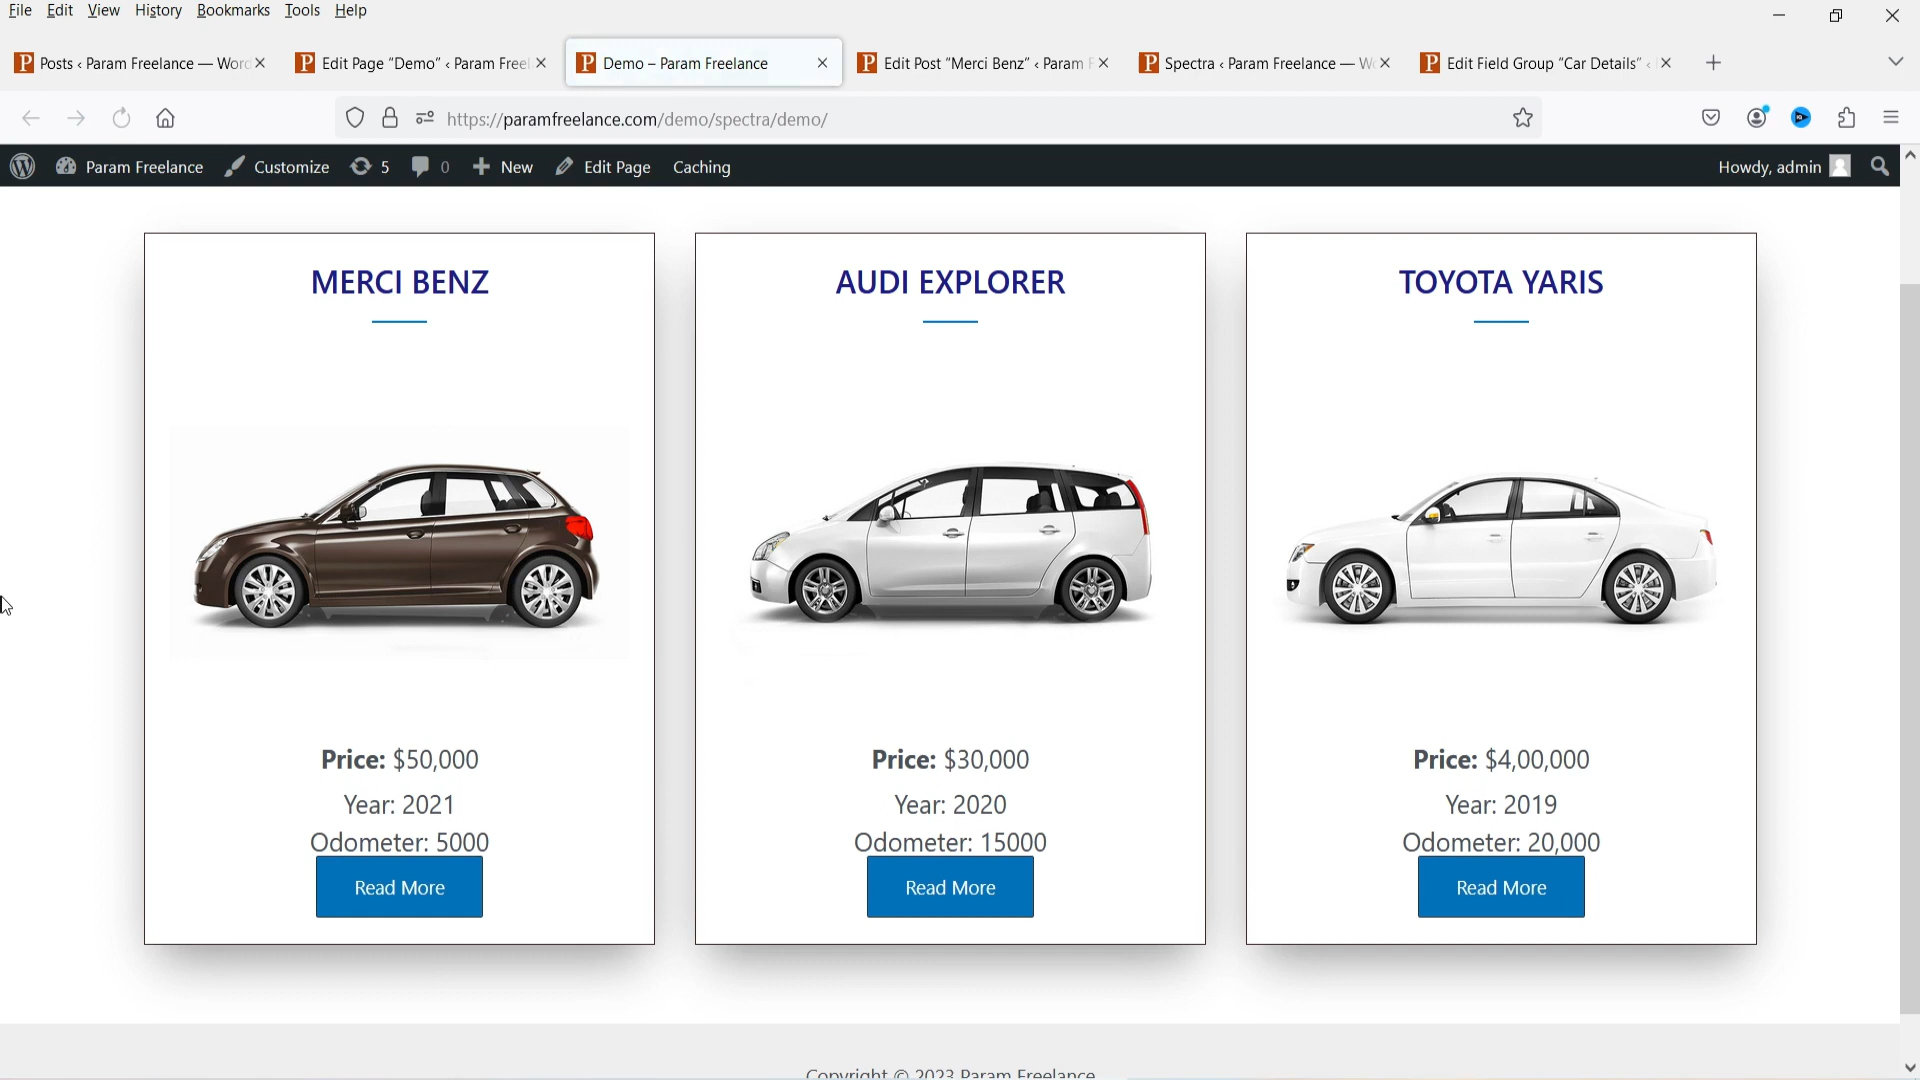 File Edit View History Bookmarks Tools Help
Posts ‹ Param Freelance — Word
Edit Page “Demo” ‹ Param Freel
Demo – Param Freelance
Edit Post “Merci Benz” ‹ Param F
Spectra ‹ Param Freelance — Wo
Edit Field Group “Car Details” ‹
https://paramfreelance.com/demo/spectra/demo/
Param Freelance Customize 5 0 New Edit Page Caching Howdy, admin
MERCI BENZ
Price: $50,000
Year: 2021
Odometer: 5000
Read More
AUDI EXPLORER
Price: $30,000
Year: 2020
Odometer: 15000
Read More
TOYOTA YARIS
Price: $4,00,000
Year: 2019
Odometer: 20,000
Read More
Copyright © 2023 Param Freelance